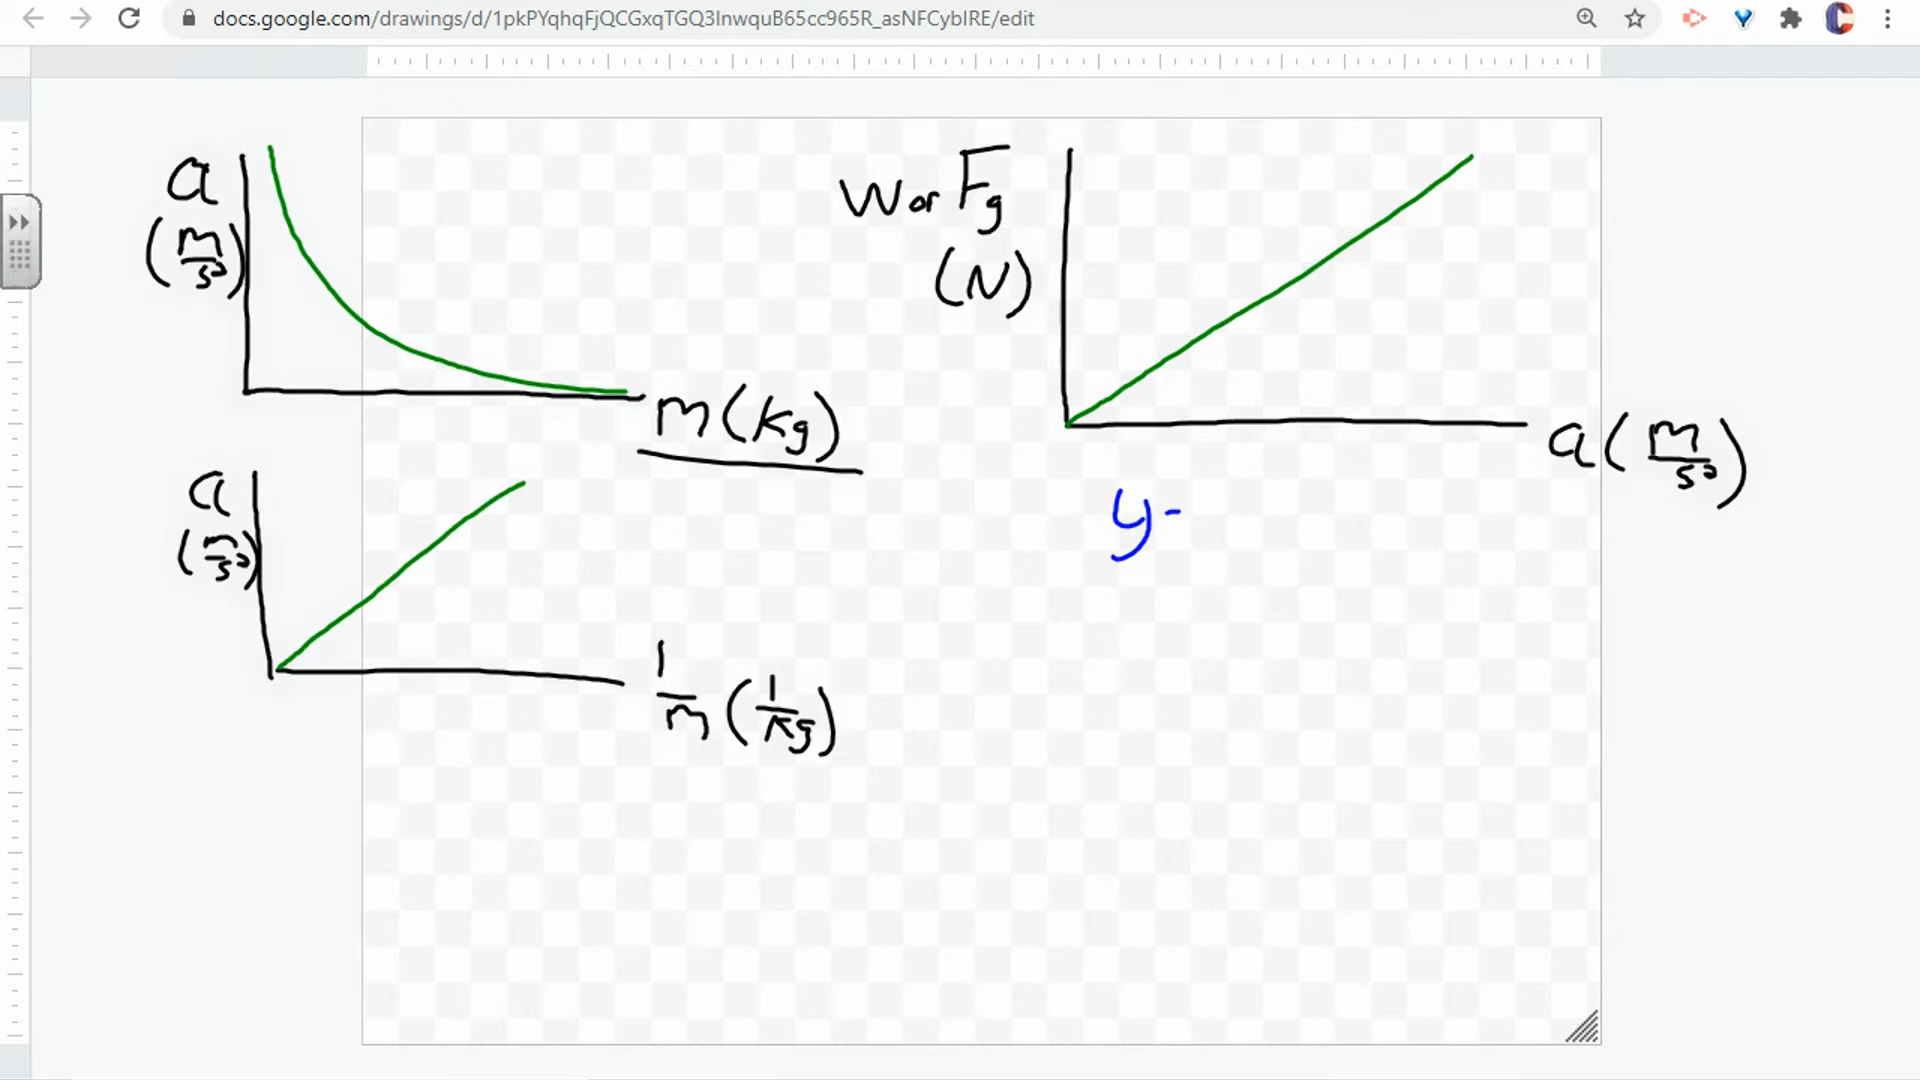 docs.google.com/drawings/d/1pkPYqhqFjQCGxqTGQ3InwquB65cc965R_asNFCybIRE/edit
a
(m/s²)
m (kg)
W or Fg
(N)
a (m/s²)
a
(m/s²)
1/m (1/kg)
y -